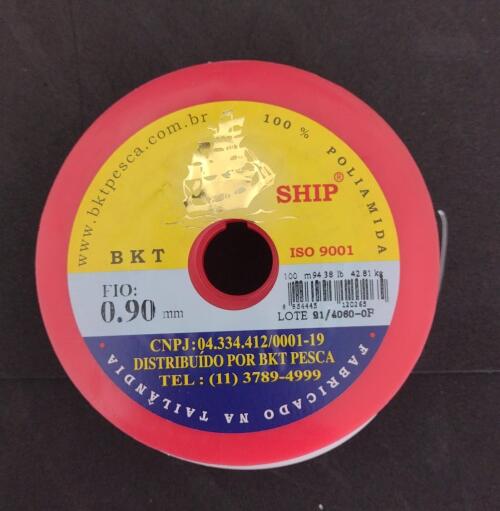 www.bktpesca.com.br
100 % POLIAMIDA
SHIP®
BKT
ISO 9001
FIO:
0.90 mm
100 m 94.38 lb 42.81 kg
LOTE 21/4060-0F
CNPJ: 04.334.412/0001-19
DISTRIBUÍDO POR BKT PESCA
TEL : (11) 3789-4999
• FABRICADO NA TAILÂNDIA •